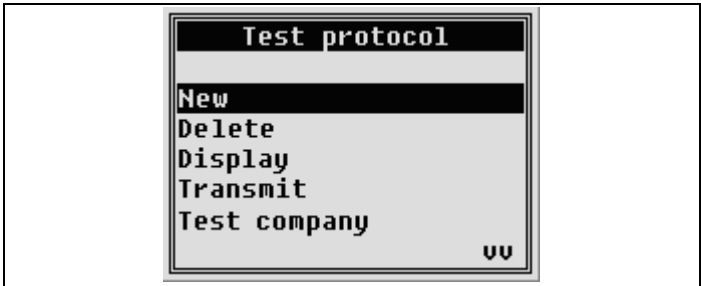 Test protocol
New
Delete
Display
Transmit
Test company
vv